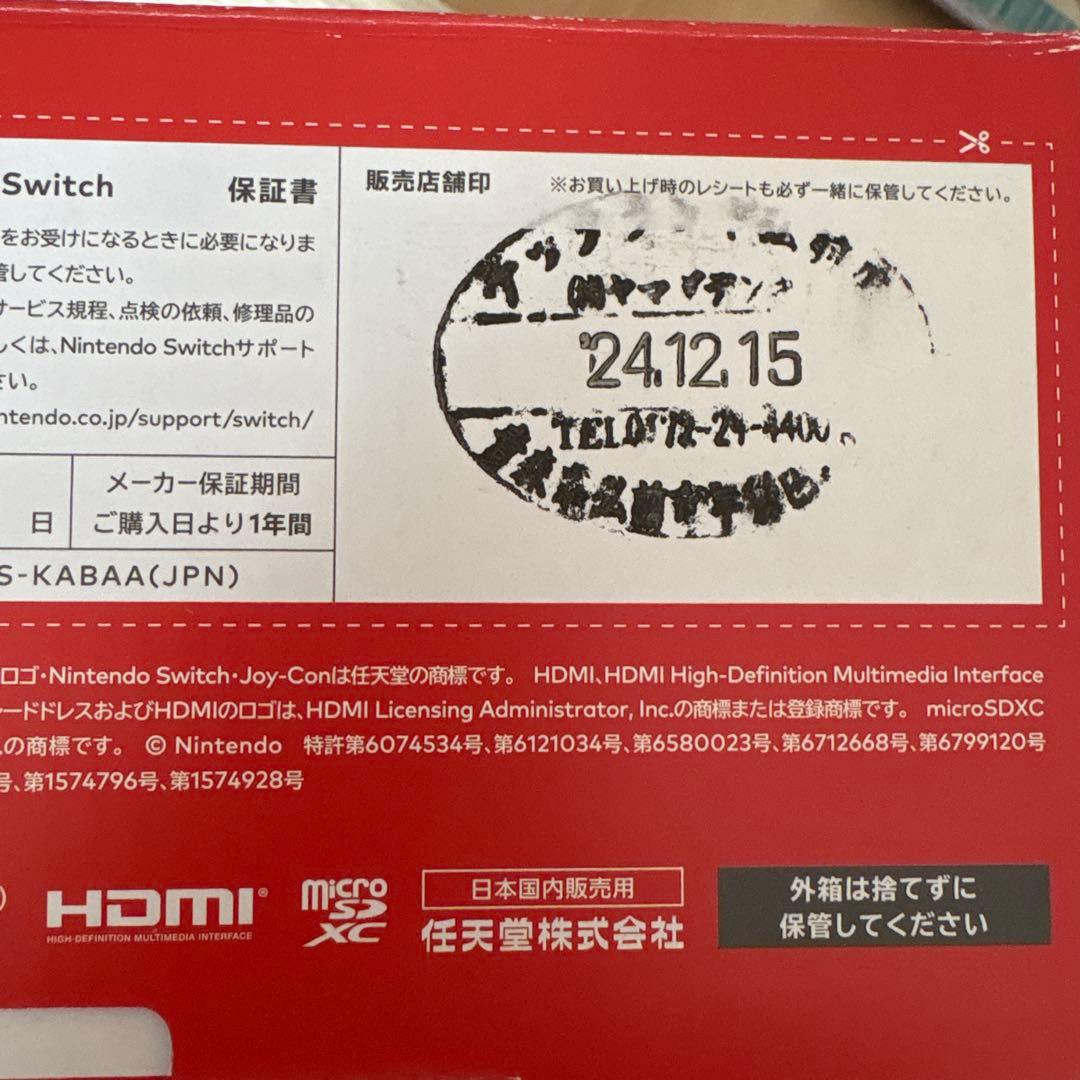 Switch 保証書
をお受けになるときに必要になりま
管してください。
サービス規程、点検の依頼、修理品の
しくは、Nintendo Switchサポート
さい。
ntendo.co.jp/support/switch/
日
メーカー保証期間
ご購入日より1年間
S-KABAA(JPN)
販売店舗印
※お買い上げ時のレシートも必ず一緒に保管してください。
㈱ヤマダデンキ
'24.12.15
ロゴ・Nintendo Switch・Joy-Conは任天堂の商標です。 HDMI、HDMI High-Definition Multimedia Interface
ードドレスおよびHDMIのロゴは、HDMI Licensing Administrator, Inc.の商標または登録商標です。 microSDXC
の商標です。 © Nintendo 特許第6074534号、第6121034号、第6580023号、第6712668号、第6799120号
号、第1574796号、第1574928号
HDMI®
HIGH-DEFINITION MULTIMEDIA INTERFACE
micro
SD
XC
日本国内販売用
任天堂株式会社
外箱は捨てずに
保管してください